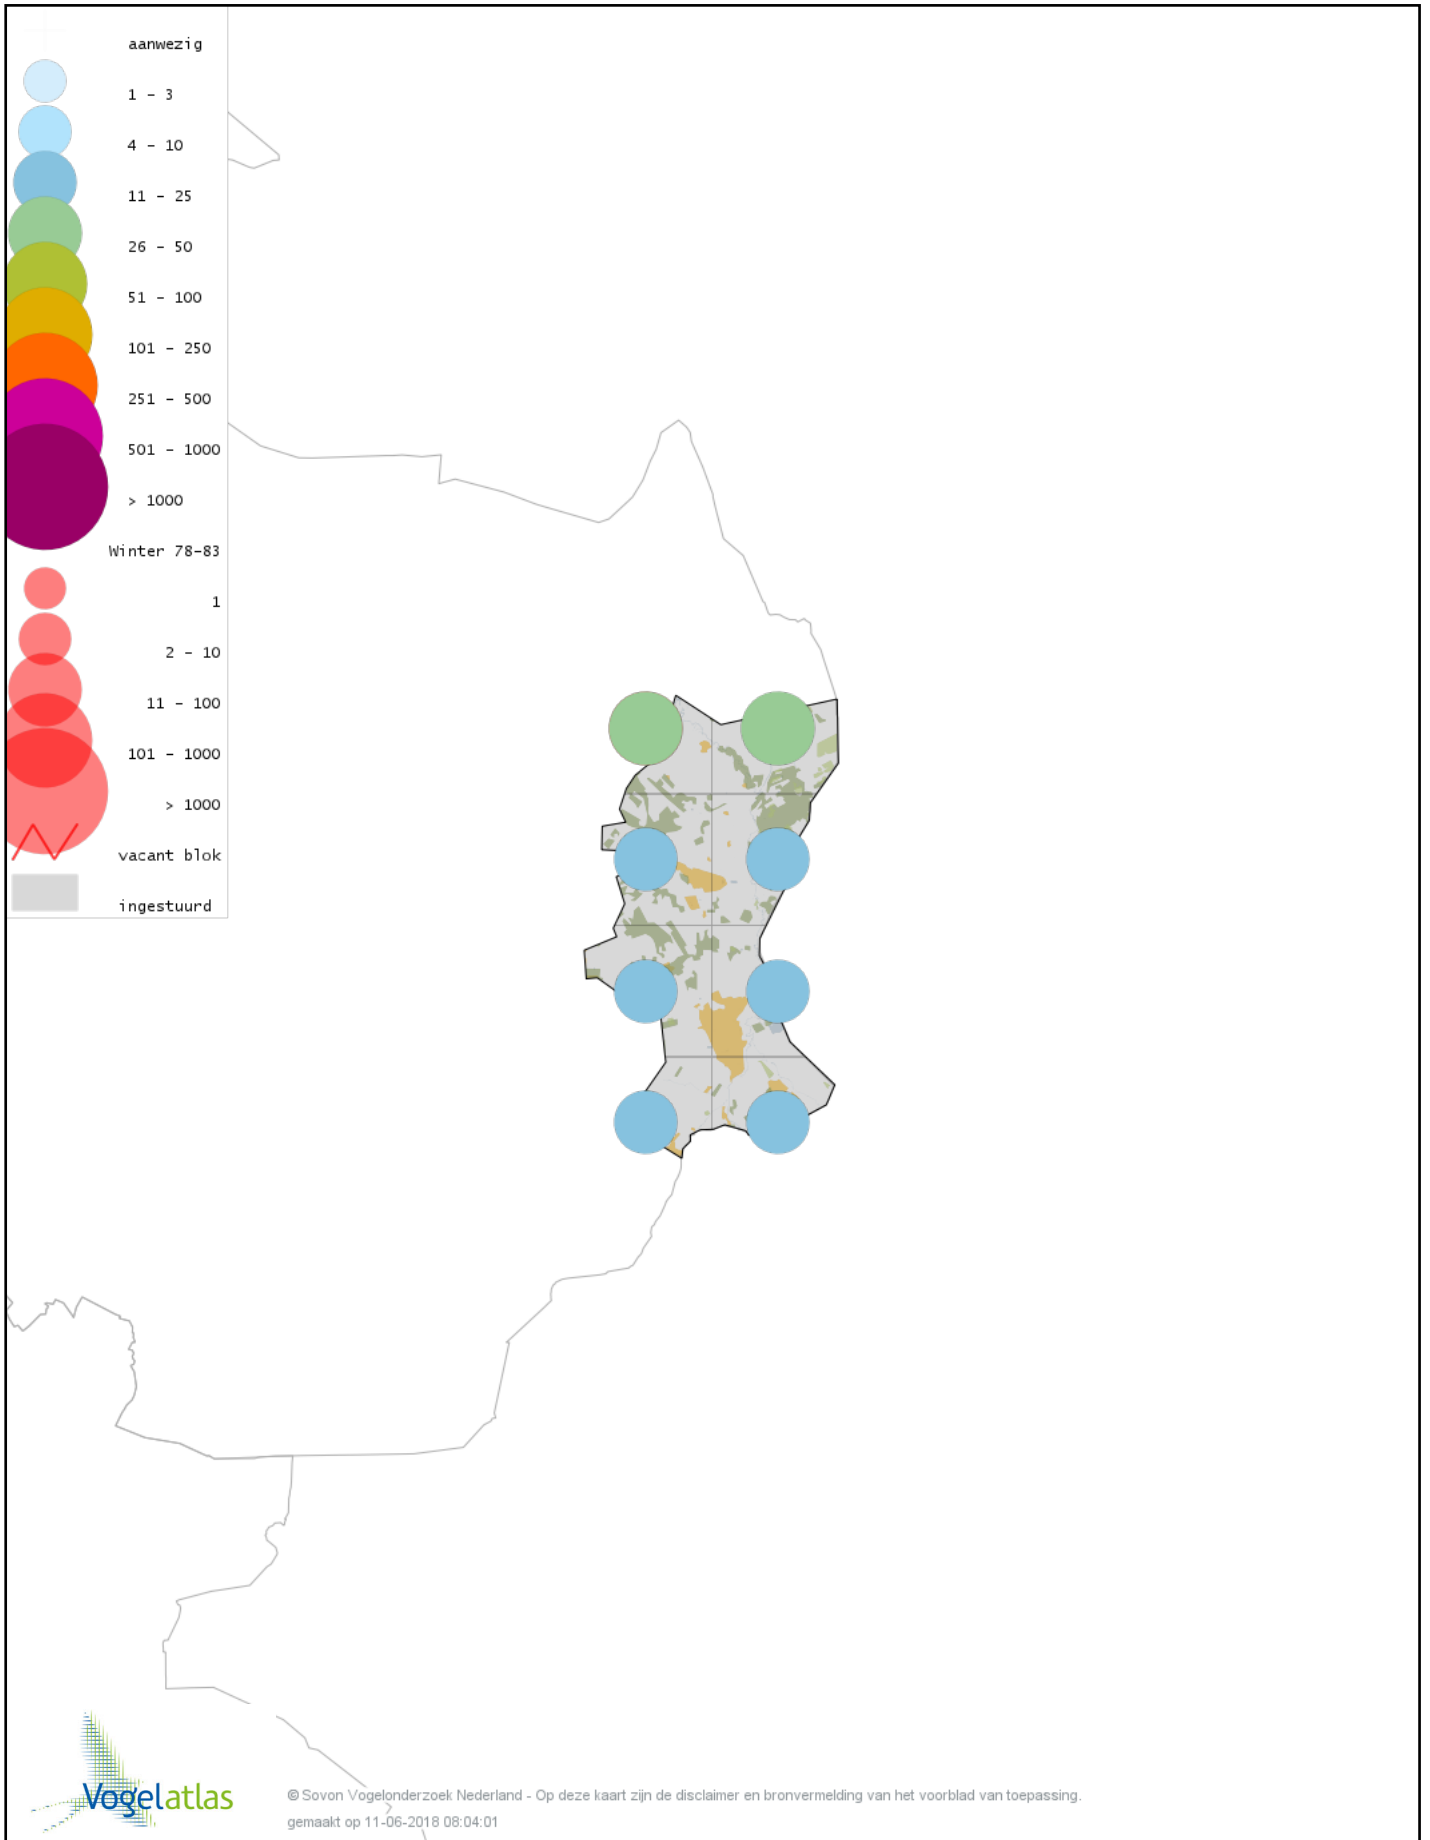 aanwezig
1 - 3
4 - 10
11 - 25
26 - 50
51 - 100
101 - 250
251 - 500
501 - 1000
> 1000
Winter 78-83
1
2 - 10
11 - 100
101 - 1000
> 1000
vacant blok
ingestuurd
Vogelatlas
© Sovon Vogelonderzoek Nederland - Op deze kaart zijn de disclaimer en bronvermelding van het voorblad van toepassing.
gemaakt op 11-06-2018 08:04:01